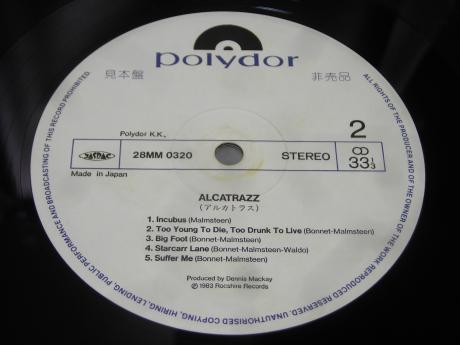 polydor
見本盤
非売品
Polydor K.K.
2
JASRAC
28MM 0320
STEREO
33 1/3
Made in Japan
ALCATRAZZ
(アルカトラス)
1. Incubus (Malmsteen)
2. Too Young To Die, Too Drunk To Live (Bonnet-Malmsteen)
3. Big Foot (Bonnet-Malmsteen)
4. Starcarr Lane (Bonnet-Malmsteen-Waldo)
5. Suffer Me (Bonnet-Malmsteen)
Produced by Dennis Mackay
℗ 1983 Rocshire Records
ALL RIGHTS OF THE PRODUCER AND OF THE OWNER OF THE WORK REPRODUCED RESERVED. UNAUTHORISED COPYING, HIRING, LENDING, PUBLIC PERFORMANCE AND BROADCASTING OF THIS RECORD PROHIBITED.